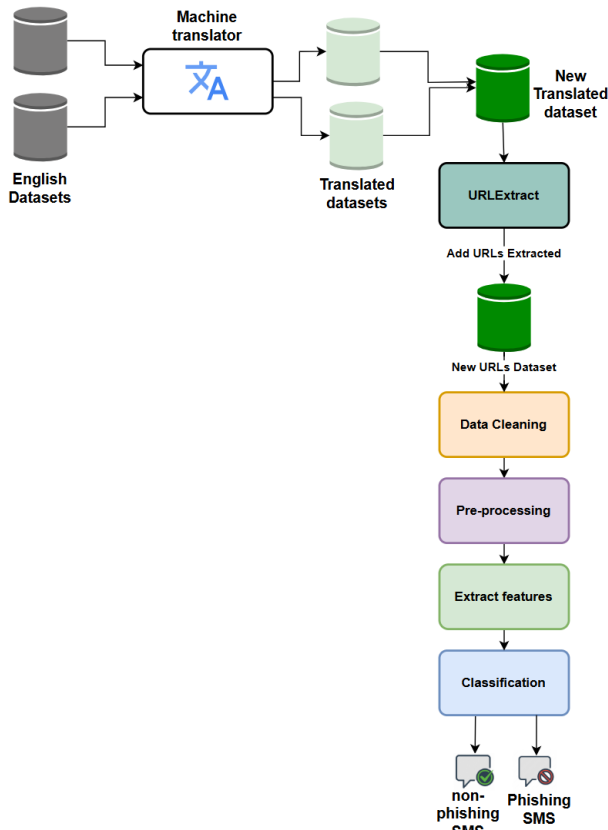 Machine
translator
English
Datasets
Translated
datasets
New
Translated
dataset
URLExtract
Add URLs Extracted
New URLs Dataset
Data Cleaning
Pre-processing
Extract features
Classification
non-
phishing
SMS
Phishing
SMS